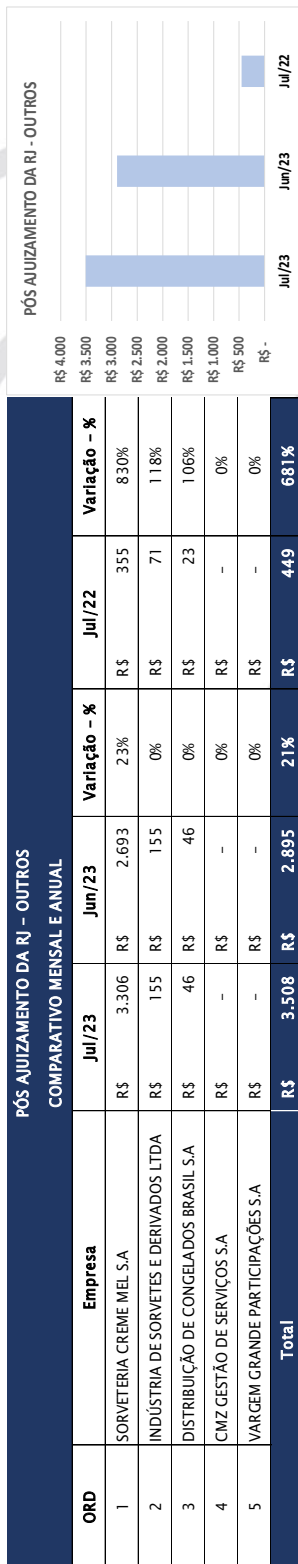 PÓS AJUIZAMENTO DA RJ – OUTROS
COMPARATIVO MENSAL E ANUAL
ORD Empresa Jul/23 Jun/23 Variação – % Jul/22 Variação – %
1 SORVETERIA CREME MEL S.A R$ 3.306 R$ 2.693 23% R$ 355 830%
2 INDÚSTRIA DE SORVETES E DERIVADOS LTDA R$ 155 R$ 155 0% R$ 71 118%
3 DISTRIBUIÇÃO DE CONGELADOS BRASIL S.A R$ 46 R$ 46 0% R$ 23 106%
4 CMZ GESTÃO DE SERVIÇOS S.A R$ – R$ – 0% R$ – 0%
5 VARGEM GRANDE PARTICIPAÇÕES S.A R$ – R$ – 0% R$ – 0%
Total R$ 3.508 R$ 2.895 21% R$ 449 681%
PÓS AJUIZAMENTO DA RJ - OUTROS
R$ 4.000
R$ 3.500
R$ 3.000
R$ 2.500
R$ 2.000
R$ 1.500
R$ 1.000
R$ 500
R$ -
Jul/23 Jun/23 Jul/22